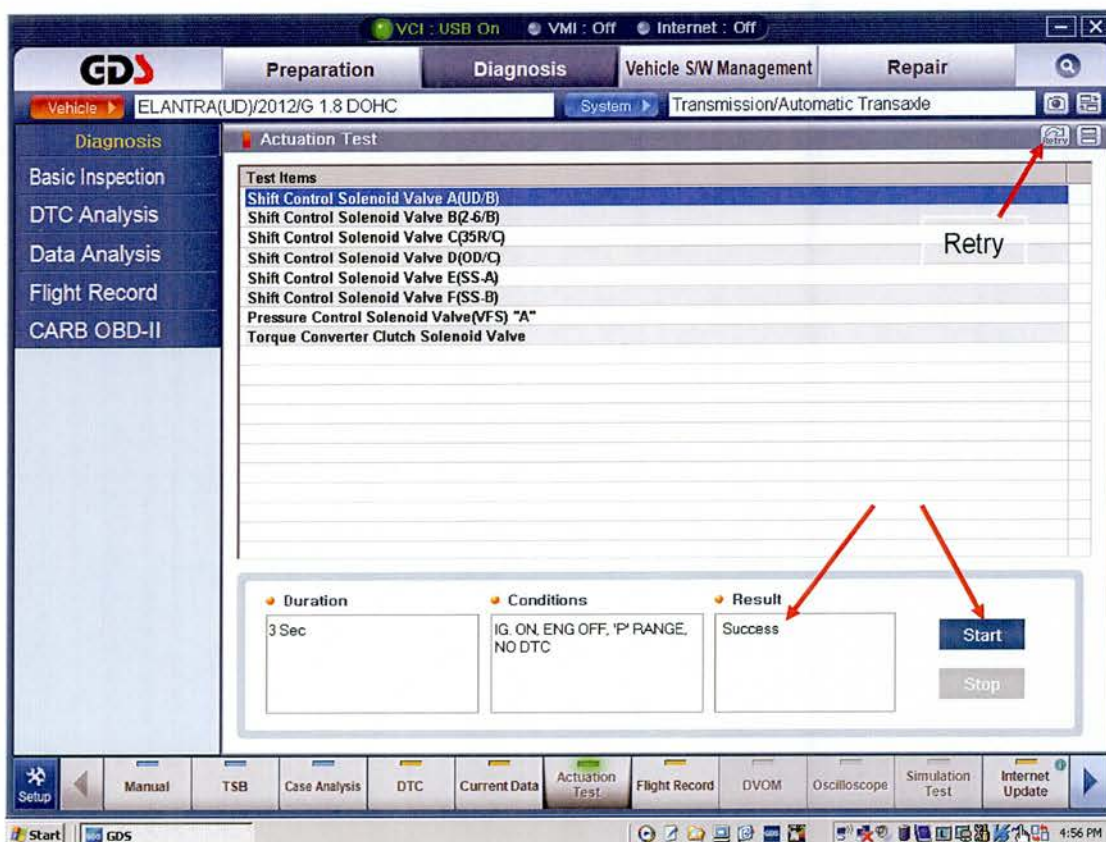 VCI : USB On VMI : Off Internet : Off
GDS Preparation Diagnosis Vehicle S/W Management Repair
Vehicle ELANTRA(UD)/2012/G 1.8 DOHC System Transmission/Automatic Transaxle
Diagnosis
Basic Inspection
DTC Analysis
Data Analysis
Flight Record
CARB OBD-II
Actuation Test Retry
Test Items
Shift Control Solenoid Valve A(UD/B)
Shift Control Solenoid Valve B(2-6/B)
Shift Control Solenoid Valve C(35R/C)
Shift Control Solenoid Valve D(OD/C)
Shift Control Solenoid Valve E(SS-A)
Shift Control Solenoid Valve F(SS-B)
Pressure Control Solenoid Valve(VFS) "A"
Torque Converter Clutch Solenoid Valve
Retry
Duration Conditions Result
3 Sec IG. ON, ENG OFF, 'P' RANGE, Success
NO DTC
Start
Stop
Setup Manual TSB Case Analysis DTC Current Data Actuation Test Flight Record DVOM Oscilloscope Simulation Test Internet Update
Start GDS 4:56 PM